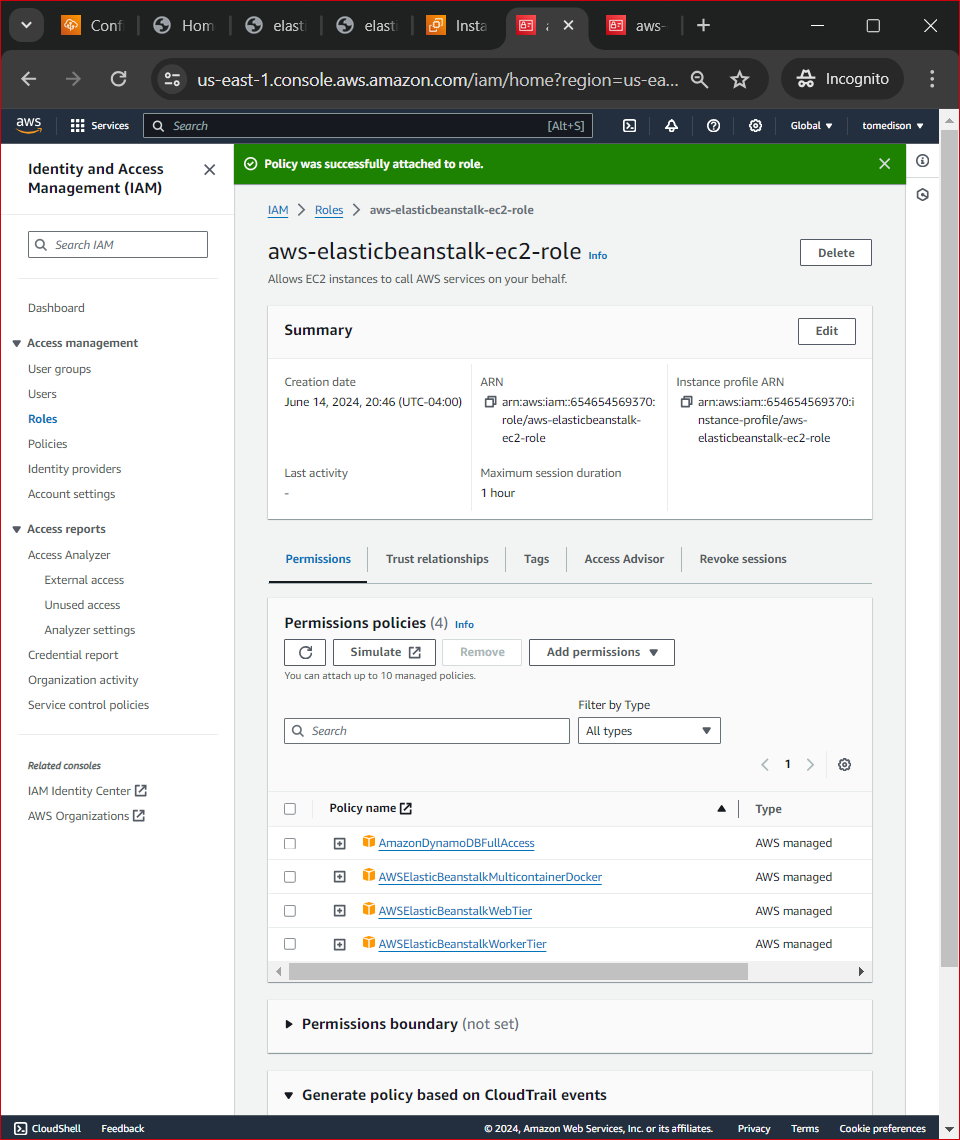 Conf
Hom
elasti
elasti
Insta
aws-
us-east-1.console.aws.amazon.com/iam/home?region=us-ea...
Incognito
aws
Services
Search
[Alt+S]
Global
tomedison
Identity and Access
Management (IAM)
Search IAM
Dashboard
Access management
User groups
Users
Roles
Policies
Identity providers
Account settings
Access reports
Access Analyzer
External access
Unused access
Analyzer settings
Credential report
Organization activity
Service control policies
Related consoles
IAM Identity Center
AWS Organizations
Policy was successfully attached to role.
IAM > Roles > aws-elasticbeanstalk-ec2-role
aws-elasticbeanstalk-ec2-role Info
Delete
Allows EC2 instances to call AWS services on your behalf.
Summary
Edit
Creation date
June 14, 2024, 20:46 (UTC-04:00)
ARN
arn:aws:iam::654654569370:
role/aws-elasticbeanstalk-
ec2-role
Instance profile ARN
arn:aws:iam::654654569370:i
nstance-profile/aws-
elasticbeanstalk-ec2-role
Last activity
-
Maximum session duration
1 hour
Permissions
Trust relationships
Tags
Access Advisor
Revoke sessions
Permissions policies (4) Info
Simulate
Remove
Add permissions
You can attach up to 10 managed policies.
Filter by Type
Search
All types
1
Policy name
Type
AmazonDynamoDBFullAccess
AWS managed
AWSElasticBeanstalkMulticontainerDocker
AWS managed
AWSElasticBeanstalkWebTier
AWS managed
AWSElasticBeanstalkWorkerTier
AWS managed
Permissions boundary (not set)
Generate policy based on CloudTrail events
CloudShell
Feedback
© 2024, Amazon Web Services, Inc. or its affiliates.
Privacy
Terms
Cookie preferences